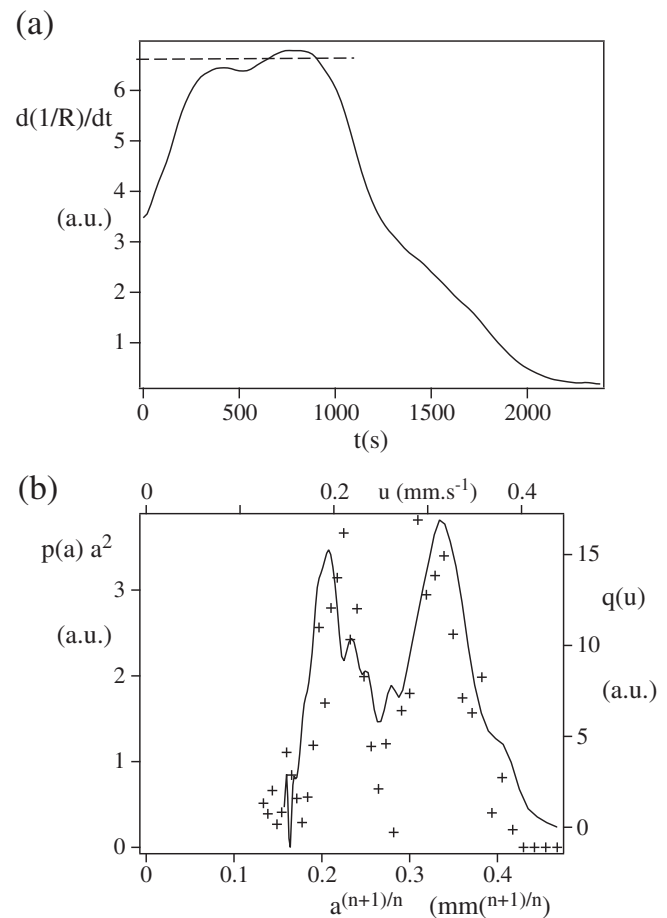 (a)
6
5
4
3
2
1
d(1/R)/dt
(a.u.)
0 500 1000 1500 2000
t(s)
(b)
0 0.2 u (mm.s⁻¹) 0.4
p(a) a²
(a.u.)
3
2
1
0
15
10
5
0
q(u)
(a.u.)
0 0.1 0.2 0.3 0.4
a⁽ⁿ⁺¹⁾/ⁿ (mm⁽ⁿ⁺¹⁾/ⁿ)